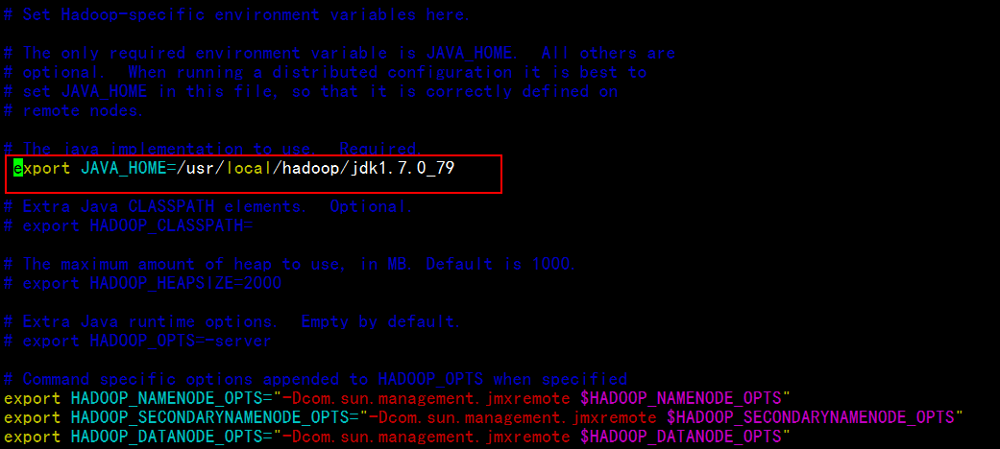 # Set Hadoop-specific environment variables here.
# The only required environment variable is JAVA_HOME.  All others are
# optional.  When running a distributed configuration it is best to
# set JAVA_HOME in this file, so that it is correctly defined on
# remote nodes.
# The java implementation to use.  Required.
export JAVA_HOME=/usr/local/hadoop/jdk1.7.0_79
# Extra Java CLASSPATH elements.  Optional.
# export HADOOP_CLASSPATH=
# The maximum amount of heap to use, in MB. Default is 1000.
# export HADOOP_HEAPSIZE=2000
# Extra Java runtime options.  Empty by default.
# export HADOOP_OPTS=-server
# Command specific options appended to HADOOP_OPTS when specified
export HADOOP_NAMENODE_OPTS="-Dcom.sun.management.jmxremote $HADOOP_NAMENODE_OPTS"
export HADOOP_SECONDARYNAMENODE_OPTS="-Dcom.sun.management.jmxremote $HADOOP_SECONDARYNAMENODE_OPTS"
export HADOOP_DATANODE_OPTS="-Dcom.sun.management.jmxremote $HADOOP_DATANODE_OPTS"